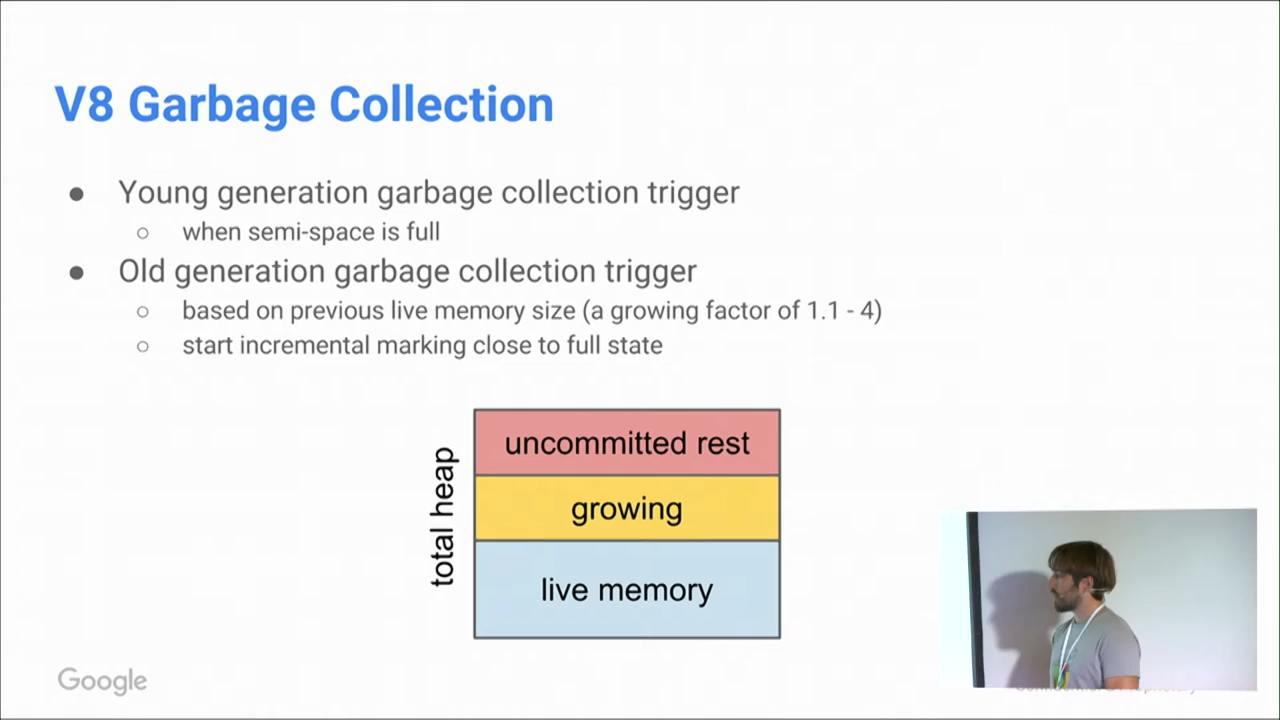 V8 Garbage Collection
● Young generation garbage collection trigger
○ when semi-space is full
● Old generation garbage collection trigger
○ based on previous live memory size (a growing factor of 1.1 - 4)
○ start incremental marking close to full state
total heap
uncommitted rest
growing
live memory
Google